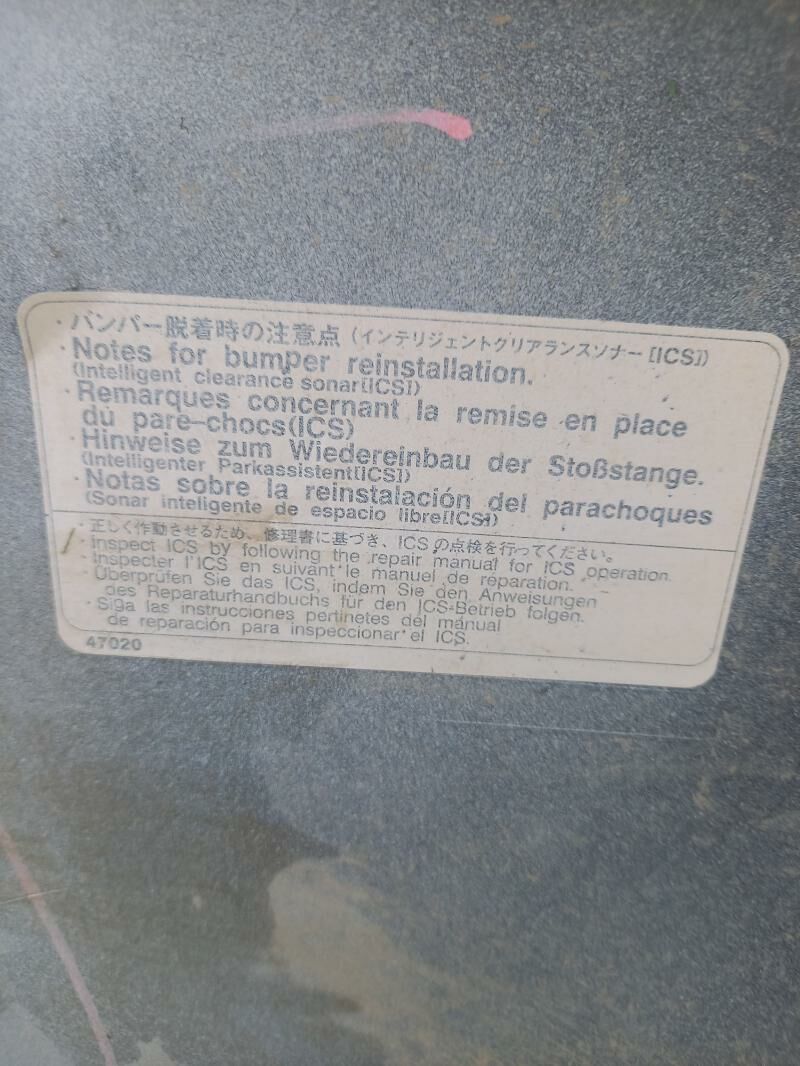 ・バンパー脱着時の注意点（インテリジェントクリアランスソナー[ICS]）
・Notes for bumper reinstallation.
(Intelligent clearance sonar[ICS])
・Remarques concernant la remise en place
du pare-chocs(ICS)
・Hinweise zum Wiedereinbau der Stoßstange.
(Intelligenter Parkassistent[ICS])
・Notas sobre la reinstalación del parachoques
(Sonar inteligente de espacio libre[ICS])
・正しく作動させるため、修理書に基づき、ICSの点検を行ってください。
・Inspect ICS by following the repair manual for ICS operation.
・Inspecter l'ICS en suivant le manuel de réparation.
・Überprüfen Sie das ICS, indem Sie den Anweisungen
des Reparaturhandbuchs für den ICS-Betrieb folgen.
・Siga las instrucciones pertinetes del manual
de reparación para inspeccionar el ICS.
47020